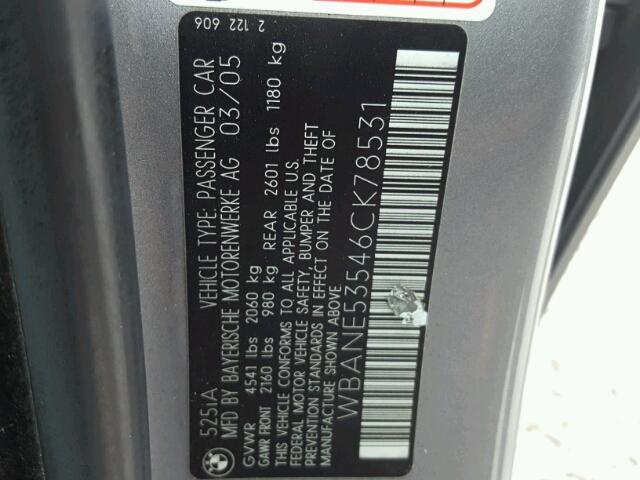 525iA VEHICLE TYPE: PASSENGER CAR 2 122 606
MFD BY BAYERISCHE MOTORENWERKE AG 03/05
GVWR 4541 lbs 2060 kg
GAWR FRONT 2160 lbs 980 kg REAR 2601 lbs 1180 kg
THIS VEHICLE CONFORMS TO ALL APPLICABLE U.S.
FEDERAL MOTOR VEHICLE SAFETY, BUMPER AND THEFT
PREVENTION STANDARDS IN EFFECT ON THE DATE OF
MANUFACTURE SHOWN ABOVE.
WBANE53546CK78531